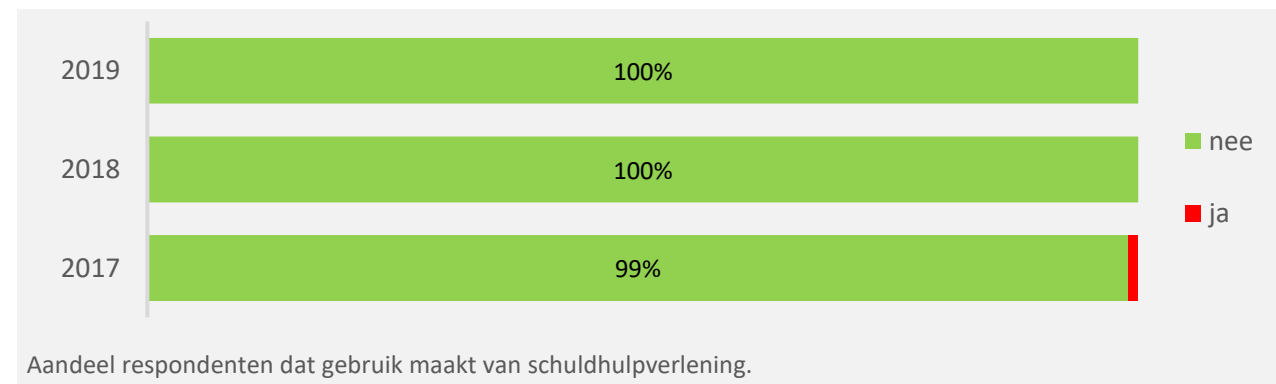 2019
100%
2018
100%
2017
99%
nee
ja
Aandeel respondenten dat gebruik maakt van schuldhulpverlening.